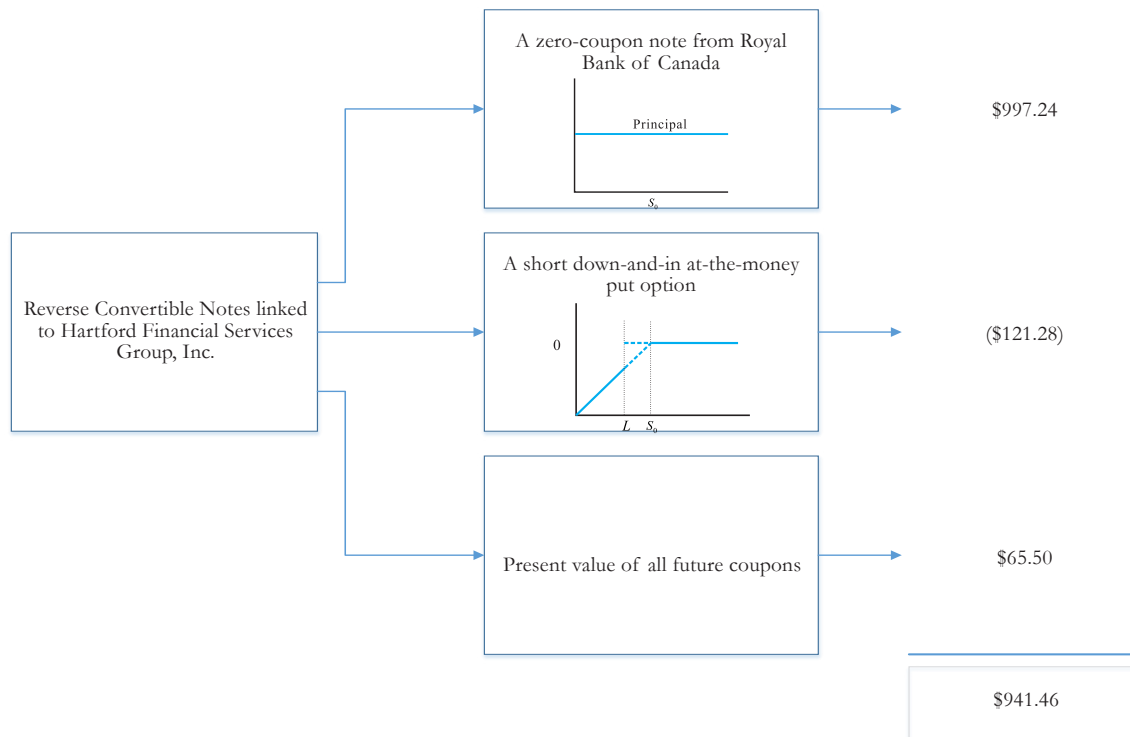 A zero-coupon note from Royal
Bank of Canada
Principal
S₀
$997.24
Reverse Convertible Notes linked
to Hartford Financial Services
Group, Inc.
A short down-and-in at-the-money
put option
0
L S₀
($121.28)
Present value of all future coupons
$65.50
$941.46